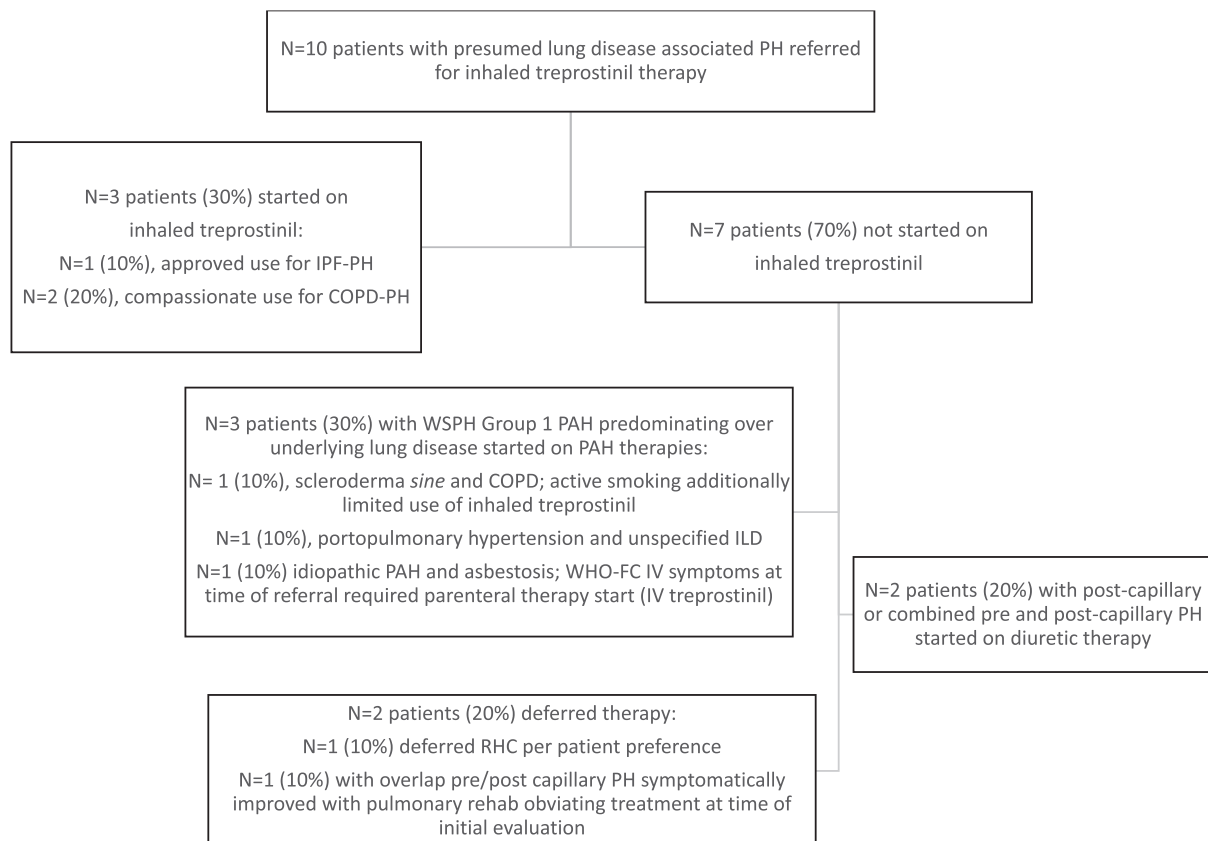 N=10 patients with presumed lung disease associated PH referred
for inhaled treprostinil therapy
N=3 patients (30%) started on
inhaled treprostinil:
N=1 (10%), approved use for IPF-PH
N=2 (20%), compassionate use for COPD-PH
N=7 patients (70%) not started on
inhaled treprostinil
N=3 patients (30%) with WSPH Group 1 PAH predominating over
underlying lung disease started on PAH therapies:
N= 1 (10%), scleroderma sine and COPD; active smoking additionally
limited use of inhaled treprostinil
N=1 (10%), portopulmonary hypertension and unspecified ILD
N=1 (10%) idiopathic PAH and asbestosis; WHO-FC IV symptoms at
time of referral required parenteral therapy start (IV treprostinil)
N=2 patients (20%) with post-capillary
or combined pre and post-capillary PH
started on diuretic therapy
N=2 patients (20%) deferred therapy:
N=1 (10%) deferred RHC per patient preference
N=1 (10%) with overlap pre/post capillary PH symptomatically
improved with pulmonary rehab obviating treatment at time of
initial evaluation